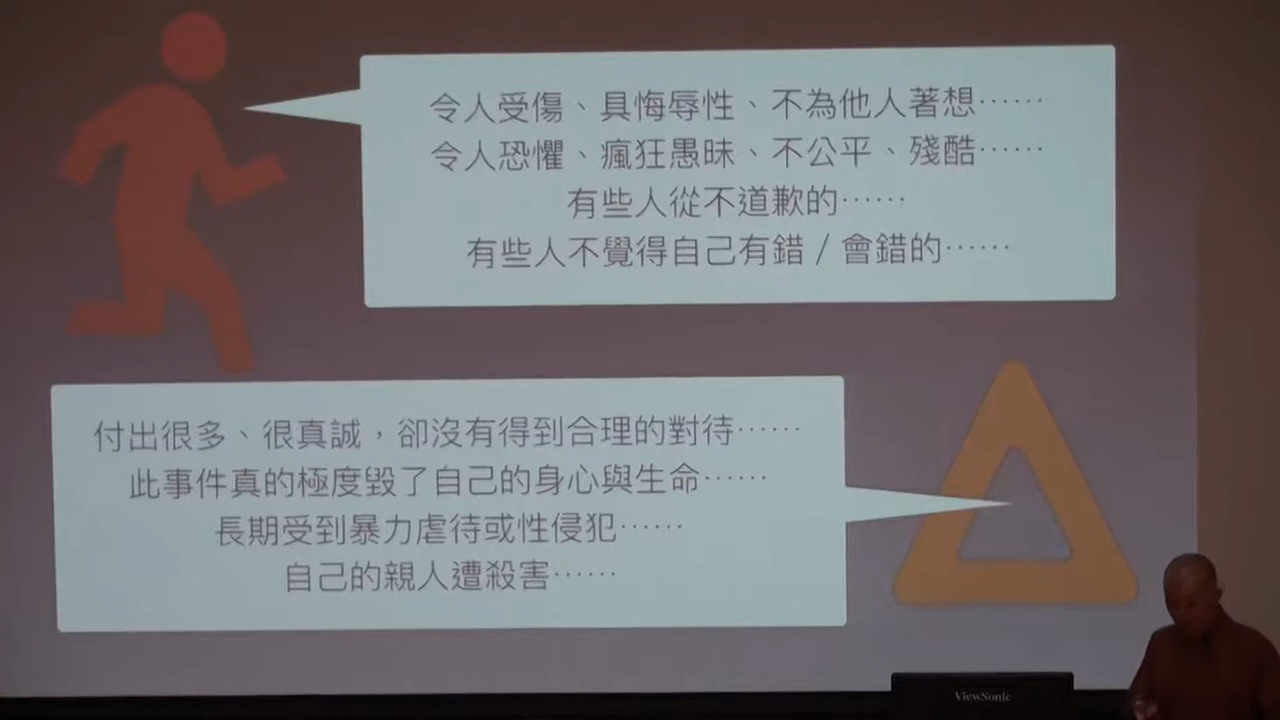 令人受傷、具悔辱性、不為他人著想……
令人恐懼、瘋狂愚昧、不公平、殘酷……
有些人從不道歉的……
有些人不覺得自己有錯 / 會錯的……
付出很多、很真誠，卻沒有得到合理的對待……
此事件真的極度毀了自己的身心與生命……
長期受到暴力虐待或性侵犯……
自己的親人遭殺害……
ViewSonic